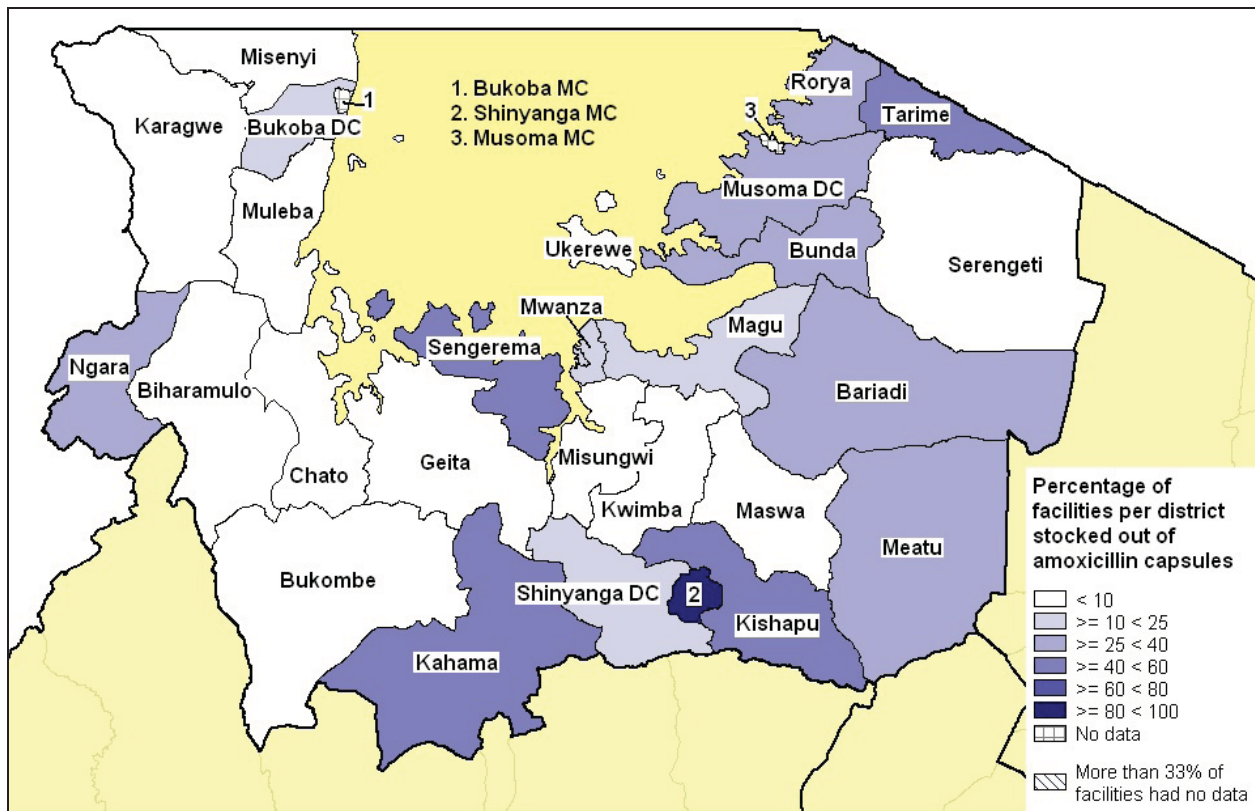 Misenyi
1
Karagwe
Bukoba DC
Muleba
1. Bukoba MC
2. Shinyanga MC
3. Musoma MC
Rorya
3
Tarime
Musoma DC
Ukerewe
Bunda
Serengeti
Mwanza
Magu
Ngara
Sengerema
Biharamulo
Bariadi
Chato
Geita
Misungwi
Kwimba
Maswa
Meatu
Bukombe
Shinyanga DC
2
Kishapu
Kahama
Percentage of
facilities per district
stocked out of
amoxicillin capsules
< 10
>= 10 < 25
>= 25 < 40
>= 40 < 60
>= 60 < 80
>= 80 < 100
No data
More than 33% of
facilities had no data